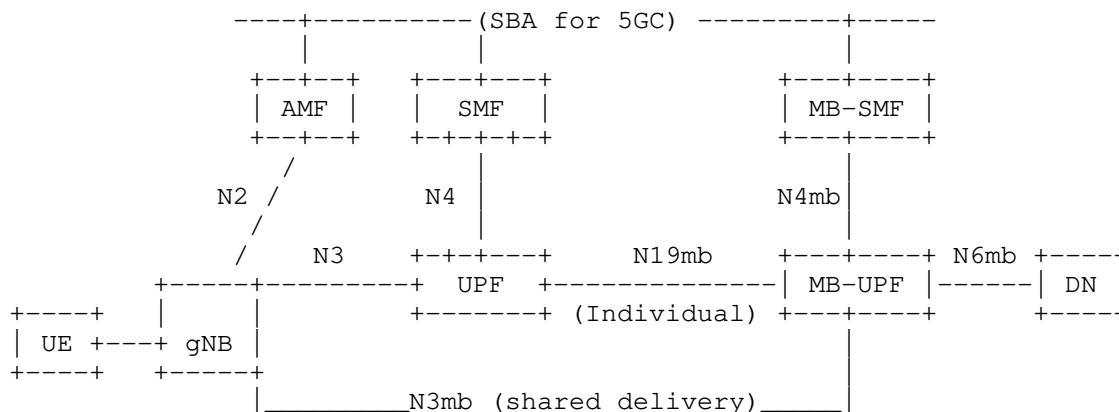 (SBA for 5GC)
AMF SMF MB-SMF
N2 N4 N4mb
N3 N19mb N6mb
UPF MB-UPF DN
(Individual)
UE gNB
N3mb (shared delivery)